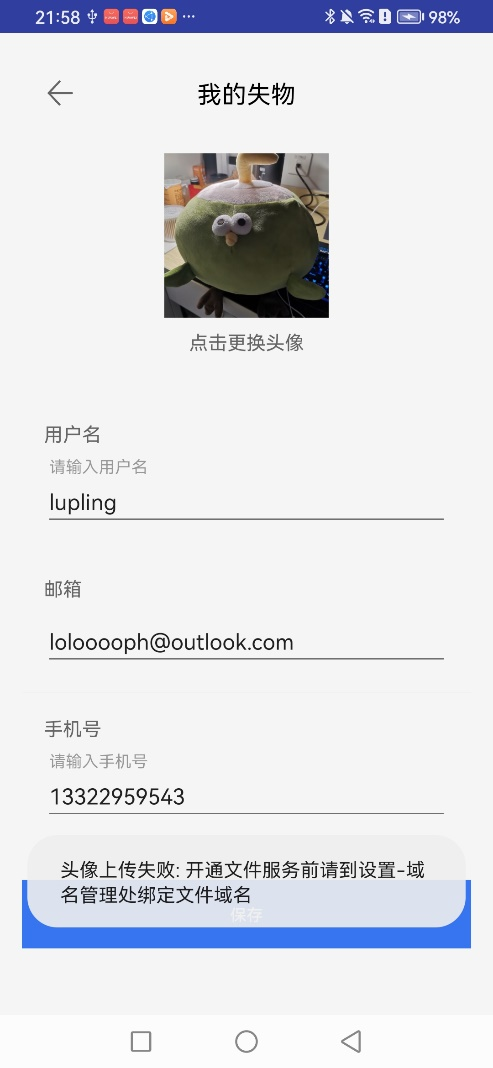 21:58
98%
我的失物
点击更换头像
用户名
请输入用户名
lupling
邮箱
lolooooph@outlook.com
手机号
请输入手机号
13322959543
头像上传失败: 开通文件服务前请到设置-域
名管理处绑定文件域名
保存